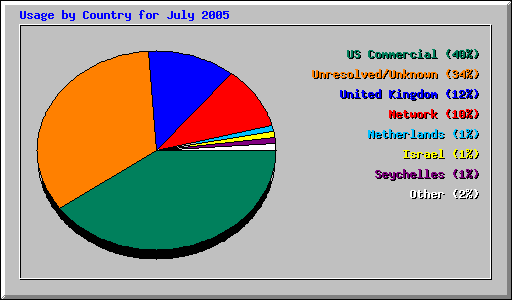 Usage by Country for July 2005
US Commercial (40%)
Unresolved/Unknown (34%)
United Kingdom (12%)
Network (10%)
Netherlands (1%)
Israel (1%)
Seychelles (1%)
Other (2%)